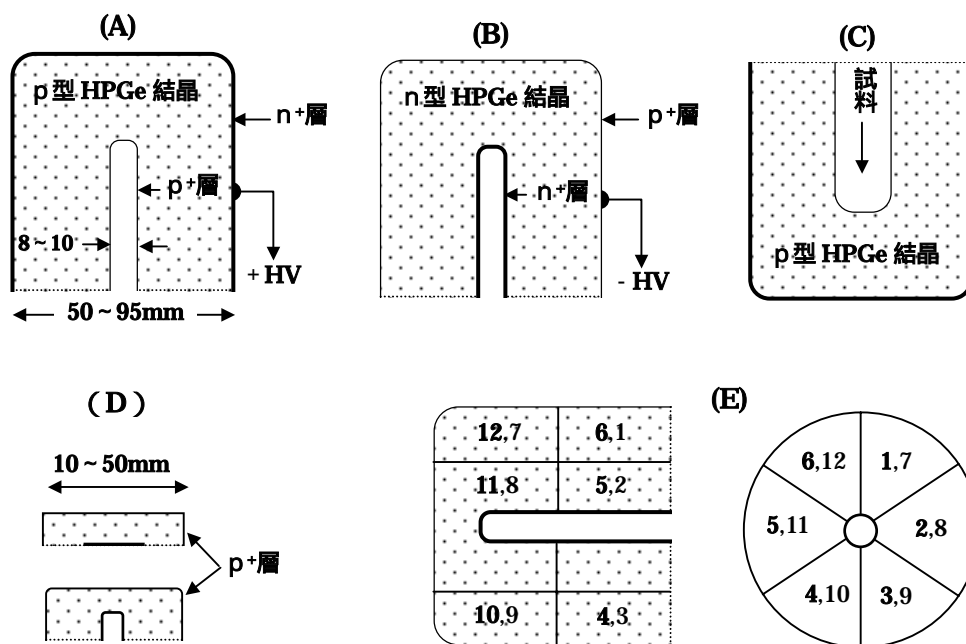 (A)
p型 HPGe 結晶
n⁺層
p⁺層
8 ~ 10
+ HV
50 ~ 95mm
(B)
n型 HPGe 結晶
p⁺層
n⁺層
- HV
(C)
試料
p型 HPGe 結晶
(D)
10 ~ 50mm
p⁺層
(E)
12,7 6,1
11,8 5,2
10,9 4,3
6,12 1,7
5,11 2,8
4,10 3,9